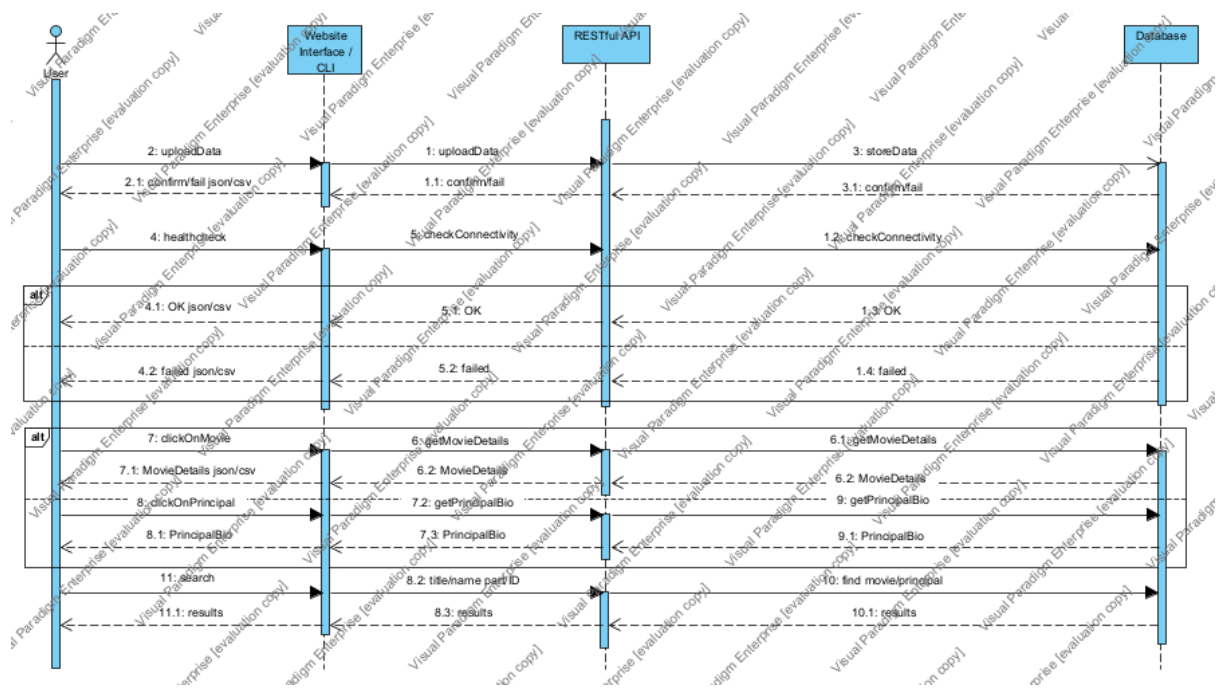 User
Website
Interface /
CLI
RESTful API
Database
2: uploadData
1: uploadData
3: storeData
2.1: confirm/fail json/csv
1.1: confirm/fail
3.1: confirm/fail
4: healthcheck
5: checkConnectivity
1.2: checkConnectivity
alt
4.1: OK json/csv
5.1: OK
1.3: OK
4.2: failed json/csv
5.2: failed
1.4: failed
alt
7: clickOnMovie
6: getMovieDetails
6.1: getMovieDetails
7.1: MovieDetails json/csv
6.2: MovieDetails
6.2: MovieDetails
8: clickOnPrincipal
7.2: getPrincipalBio
9: getPrincipalBio
8.1: PrincipalBio
7.3: PrincipalBio
9.1: PrincipalBio
11: search
8.2: title/name part/ID
10: find movie/principal
11.1: results
8.3: results
10.1: results
Visual Paradigm Enterprise [evaluation copy]